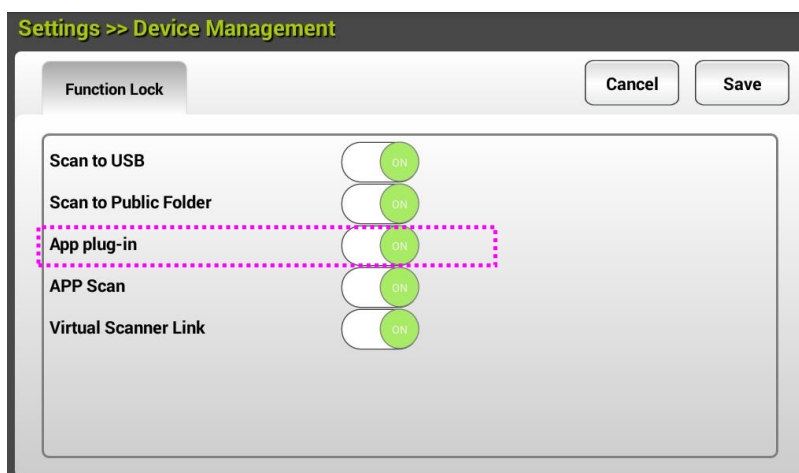 Settings >> Device Management
Function Lock
Cancel
Save
Scan to USB
ON
Scan to Public Folder
ON
App plug-in
ON
APP Scan
ON
Virtual Scanner Link
ON